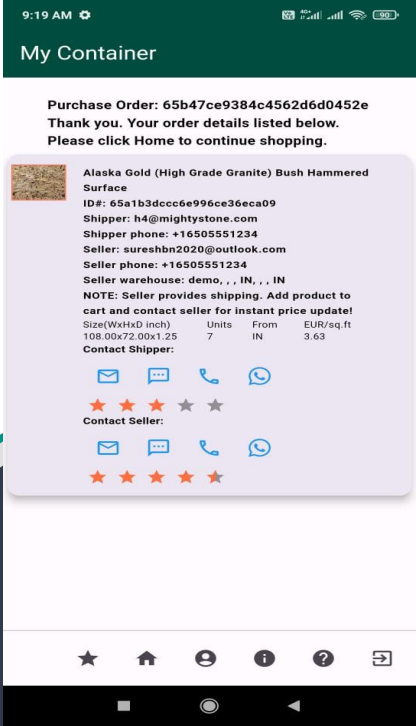 9:19 AM
90
My Container
Purchase Order: 65b47ce9384c4562d6d0452e
Thank you. Your order details listed below.
Please click Home to continue shopping.
Alaska Gold (High Grade Granite) Bush Hammered
Surface
ID#: 65a1b3dccc6e996ce36eca09
Shipper: h4@mightystone.com
Shipper phone: +16505551234
Seller: sureshbn2020@outlook.com
Seller phone: +16505551234
Seller warehouse: demo, , , IN, , , IN
NOTE: Seller provides shipping. Add product to
cart and contact seller for instant price update!
Size(WxHxD inch) Units From EUR/sq.ft
108.00x72.00x1.25 7 IN 3.63
Contact Shipper:
Contact Seller: